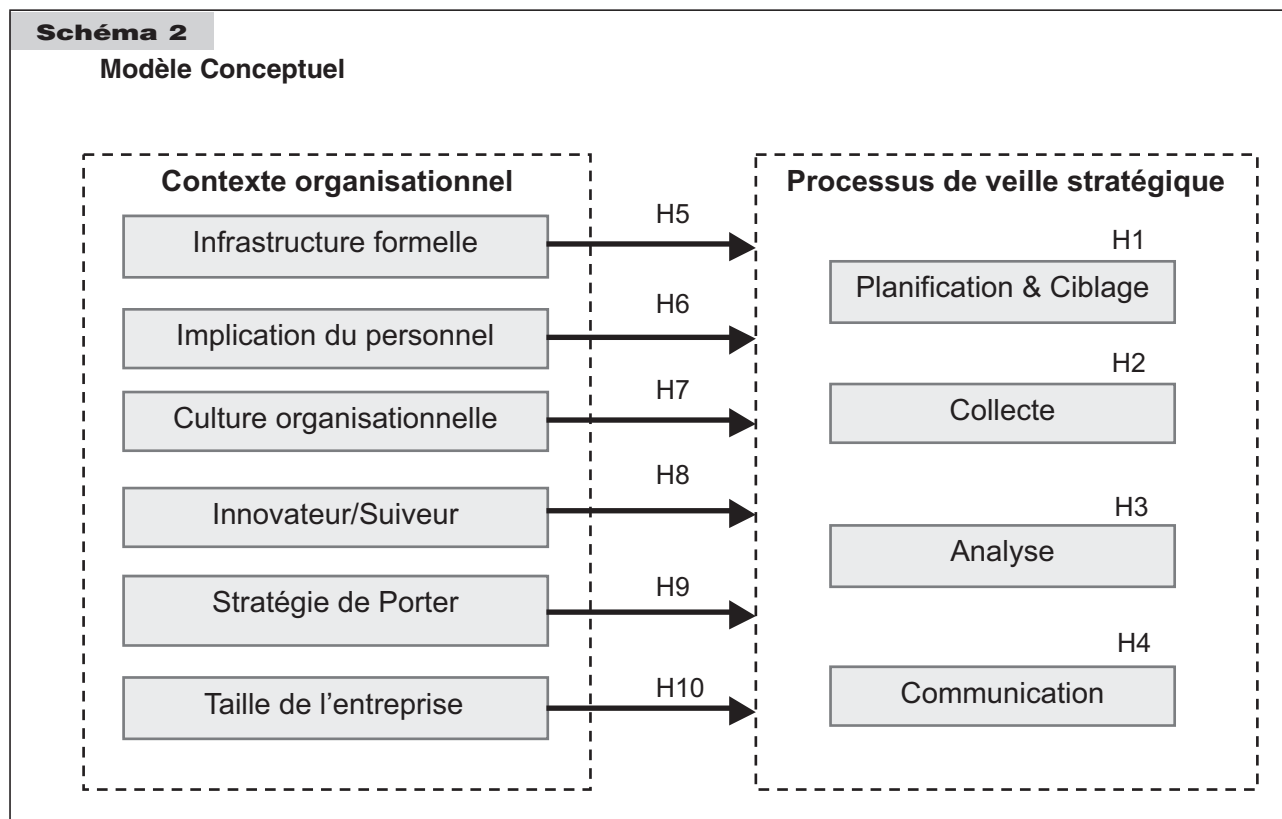 Schéma 2
Modèle Conceptuel
Contexte organisationnel
Infrastructure formelle
Implication du personnel
Culture organisationnelle
Innovateur/Suiveur
Stratégie de Porter
Taille de l’entreprise
H5
H6
H7
H8
H9
H10
Processus de veille stratégique
H1
Planification & Ciblage
H2
Collecte
H3
Analyse
H4
Communication